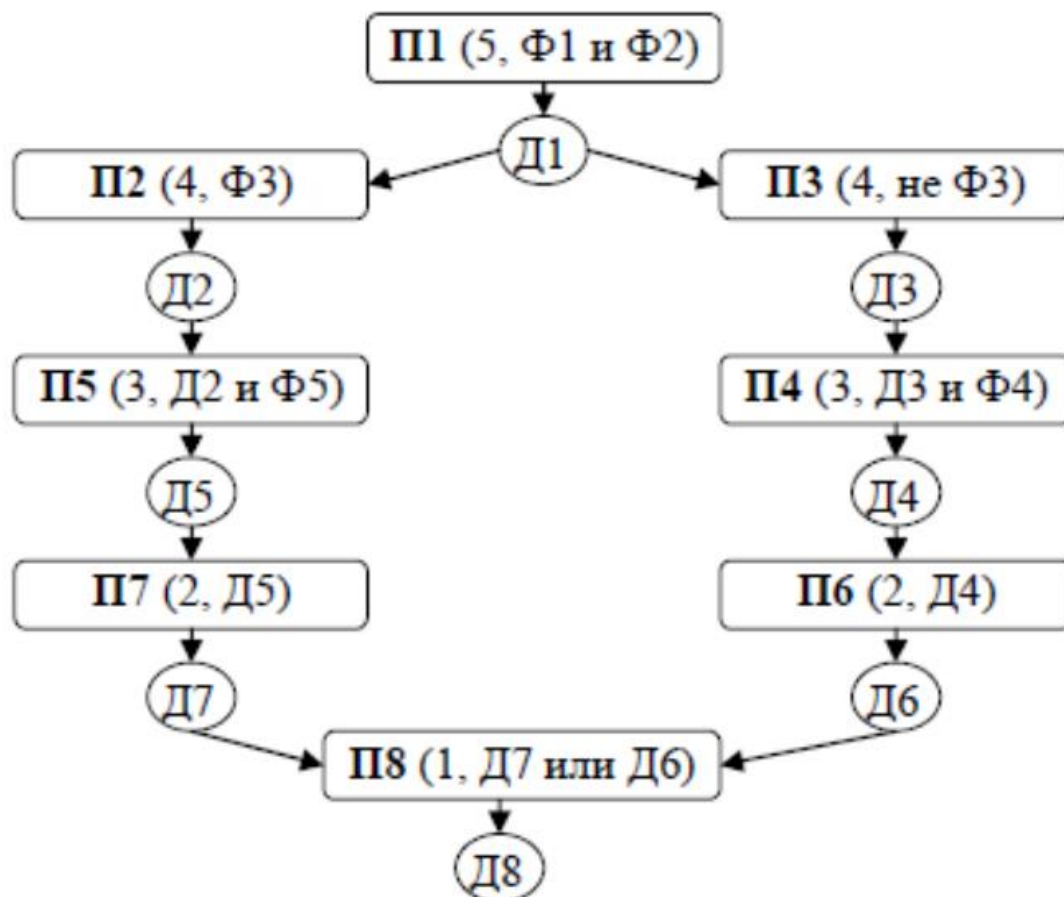 П1 (5, Ф1 и Ф2)
Д1
П2 (4, Ф3)
П3 (4, не Ф3)
Д2
Д3
П5 (3, Д2 и Ф5)
П4 (3, Д3 и Ф4)
Д5
Д4
П7 (2, Д5)
П6 (2, Д4)
Д7
Д6
П8 (1, Д7 или Д6)
Д8